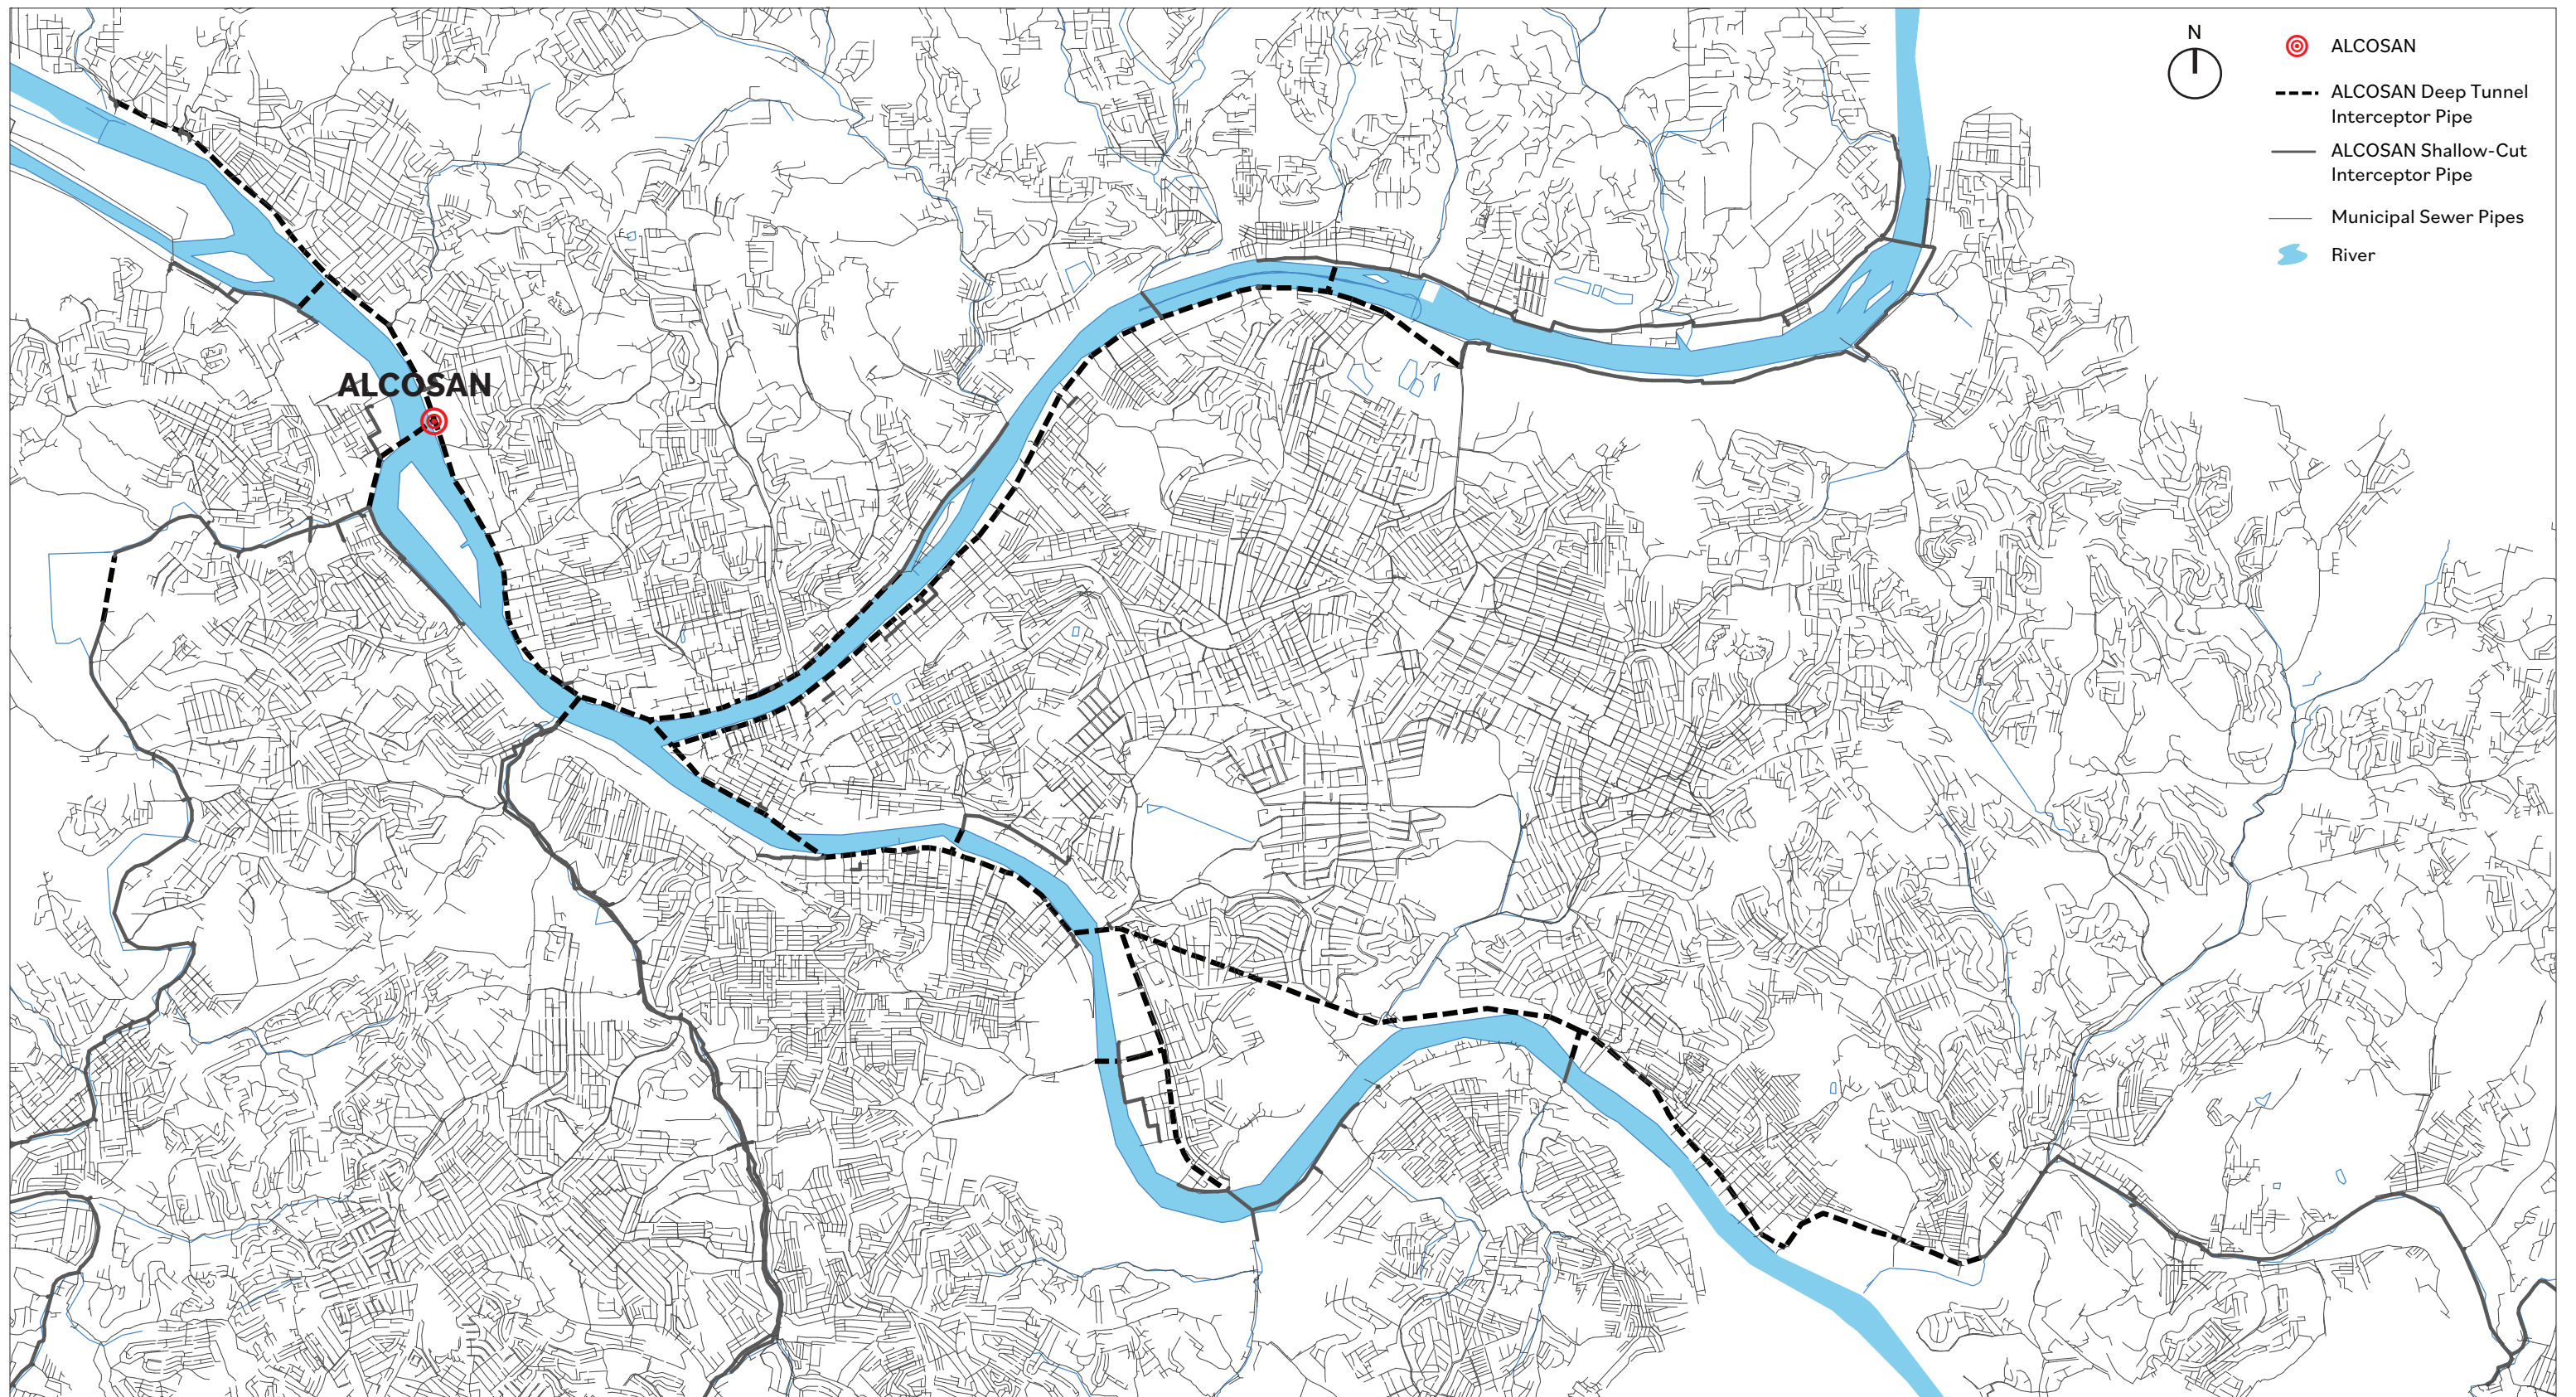 N
ALCOSAN
ALCOSAN Deep Tunnel
Interceptor Pipe
ALCOSAN Shallow-Cut
Interceptor Pipe
Municipal Sewer Pipes
River
ALCOSAN